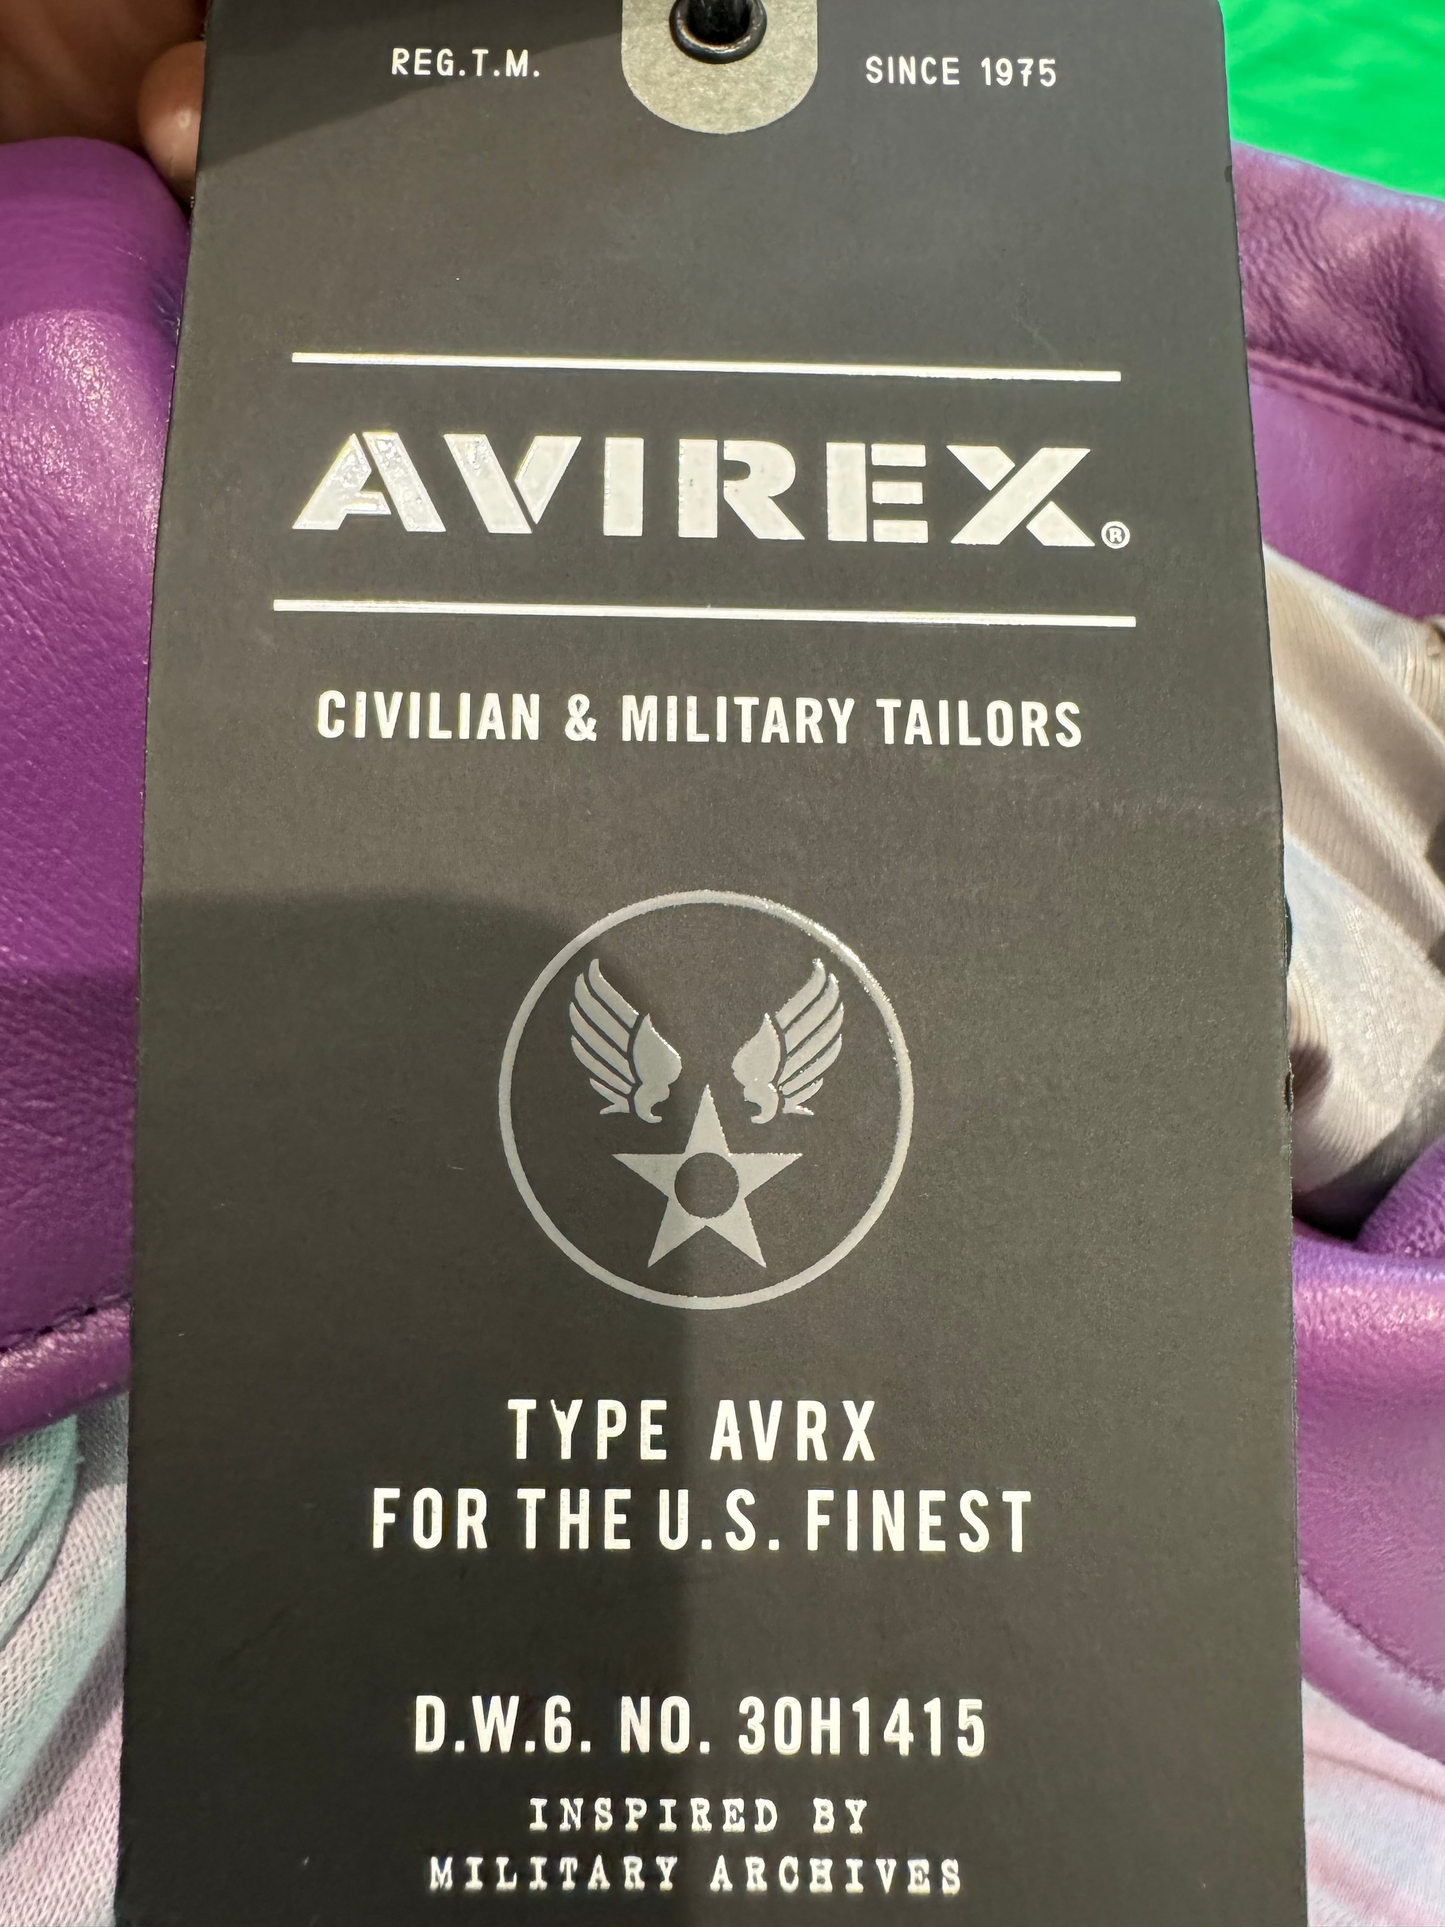 REG.T.M.
SINCE 1975
AVIREX®
CIVILIAN & MILITARY TAILORS
TYPE AVRX
FOR THE U.S. FINEST
D.W.6. NO. 30H1415
INSPIRED BY
MILITARY ARCHIVES